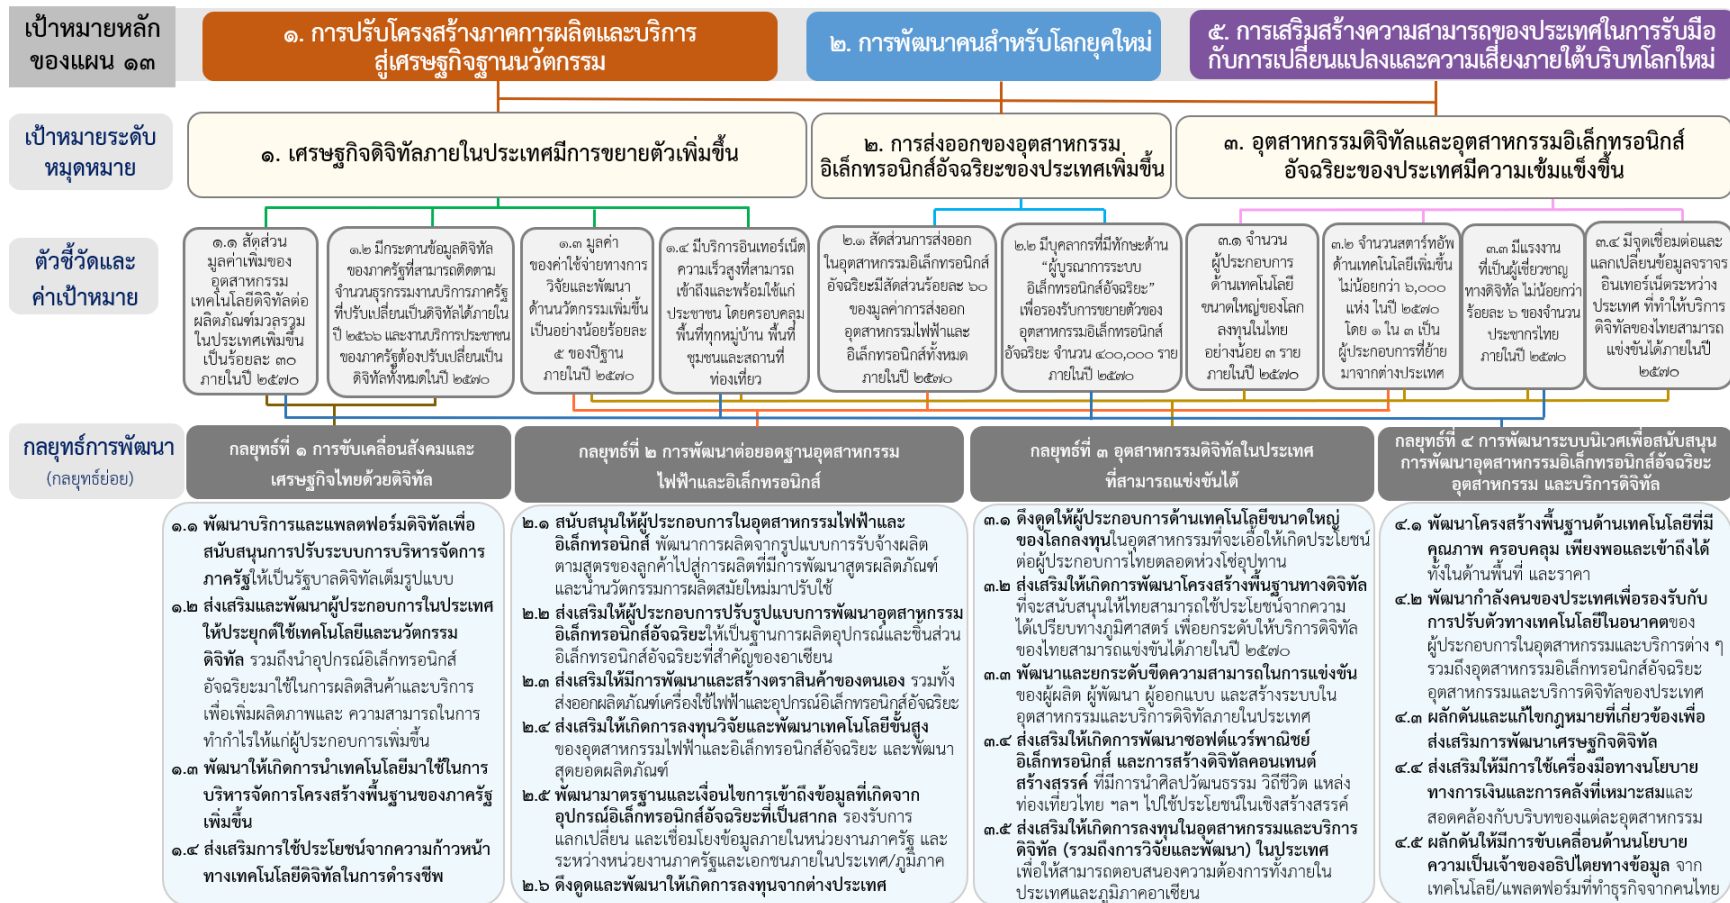 เป้าหมายหลัก
ของแผน ๑๓
๑. การปรับโครงสร้างภาคการผลิตและบริการ
สู่เศรษฐกิจฐานนวัตกรรม
๒. การพัฒนาคนสำหรับโลกยุคใหม่
๕. การเสริมสร้างความสามารถของประเทศในการรับมือ
กับการเปลี่ยนแปลงและความเสี่ยงภายใต้บริบทโลกใหม่
เป้าหมายระดับ
หมุดหมาย
๑. เศรษฐกิจดิจิทัลภายในประเทศมีการขยายตัวเพิ่มขึ้น
๒. การส่งออกของอุตสาหกรรม
อิเล็กทรอนิกส์อัจฉริยะของประเทศเพิ่มขึ้น
๓. อุตสาหกรรมดิจิทัลและอุตสาหกรรมอิเล็กทรอนิกส์
อัจฉริยะของประเทศมีความเข้มแข็งขึ้น
ตัวชี้วัดและ
ค่าเป้าหมาย
๑.๑ สัดส่วน
มูลค่าเพิ่มของ
อุตสาหกรรม
เทคโนโลยีดิจิทัลต่อ
ผลิตภัณฑ์มวลรวม
ในประเทศเพิ่มขึ้น
เป็นร้อยละ ๓๐
ภายในปี ๒๕๗๐
๑.๒ มีกระดานข้อมูลดิจิทัล
ของภาครัฐที่สามารถติดตาม
จำนวนธุรกรรมงานบริการภาครัฐ
ที่ปรับเปลี่ยนเป็นดิจิทัลได้ภายใน
ปี ๒๕๖๖ และงานบริการประชาชน
ของภาครัฐต้องปรับเปลี่ยนเป็น
ดิจิทัลทั้งหมดในปี ๒๕๗๐
๑.๓ มูลค่า
ของค่าใช้จ่ายทางการ
วิจัยและพัฒนา
ด้านนวัตกรรมเพิ่มขึ้น
เป็นอย่างน้อยร้อยละ
๕ ของปีฐาน
ภายในปี ๒๕๗๐
๑.๔ มีบริการอินเทอร์เน็ต
ความเร็วสูงที่สามารถ
เข้าถึงและพร้อมใช้แก่
ประชาชน โดยครอบคลุม
พื้นที่ทุกหมู่บ้าน พื้นที่
ชุมชนและสถานที่
ท่องเที่ยว
๒.๑ สัดส่วนการส่งออก
ในอุตสาหกรรมอิเล็กทรอนิกส์
อัจฉริยะมีสัดส่วนร้อยละ ๖๐
ของมูลค่าการส่งออก
อุตสาหกรรมไฟฟ้าและ
อิเล็กทรอนิกส์ทั้งหมด
ภายในปี ๒๕๗๐
๒.๒ มีบุคลากรที่มีทักษะด้าน
“ผู้บูรณาการระบบ
อิเล็กทรอนิกส์อัจฉริยะ”
เพื่อรองรับการขยายตัวของ
อุตสาหกรรมอิเล็กทรอนิกส์
อัจฉริยะ จำนวน ๔๐๐,๐๐๐ ราย
ภายในปี ๒๕๗๐
๓.๑ จำนวน
ผู้ประกอบการ
ด้านเทคโนโลยี
ขนาดใหญ่ของโลก
ลงทุนในไทย
อย่างน้อย ๓ ราย
ภายในปี ๒๕๗๐
๓.๒ จำนวนสตาร์ทอัพ
ด้านเทคโนโลยีเพิ่มขึ้น
ไม่น้อยกว่า ๖,๐๐๐
แห่ง ในปี ๒๕๗๐
โดย ๑ ใน ๓ เป็น
ผู้ประกอบการที่ย้าย
มาจากต่างประเทศ
๓.๓ มีแรงงาน
ที่เป็นผู้เชี่ยวชาญ
ทางดิจิทัล ไม่น้อยกว่า
ร้อยละ ๖ ของจำนวน
ประชากรไทย
ภายในปี ๒๕๗๐
๓.๔ มีจุดเชื่อมต่อและ
แลกเปลี่ยนข้อมูลจราจร
อินเทอร์เน็ตระหว่าง
ประเทศ ที่ทำให้บริการ
ดิจิทัลของไทยสามารถ
แข่งขันได้ภายในปี
๒๕๗๐
กลยุทธ์การพัฒนา
(กลยุทธ์ย่อย)
กลยุทธ์ที่ ๑ การขับเคลื่อนสังคมและ
เศรษฐกิจไทยด้วยดิจิทัล
กลยุทธ์ที่ ๒ การพัฒนาต่อยอดฐานอุตสาหกรรม
ไฟฟ้าและอิเล็กทรอนิกส์
กลยุทธ์ที่ ๓ อุตสาหกรรมดิจิทัลในประเทศ
ที่สามารถแข่งขันได้
กลยุทธ์ที่ ๔ การพัฒนาระบบนิเวศเพื่อสนับสนุน
การพัฒนาอุตสาหกรรมอิเล็กทรอนิกส์อัจฉริยะ
อุตสาหกรรม และบริการดิจิทัล
๑.๑ พัฒนาบริการและแพลตฟอร์มดิจิทัลเพื่อ
สนับสนุนการปรับระบบการบริหารจัดการ
ภาครัฐให้เป็นรัฐบาลดิจิทัลเต็มรูปแบบ
๑.๒ ส่งเสริมและพัฒนาผู้ประกอบการในประเทศ
ให้ประยุกต์ใช้เทคโนโลยีและนวัตกรรม
ดิจิทัล รวมถึงนำอุปกรณ์อิเล็กทรอนิกส์
อัจฉริยะมาใช้ในการผลิตสินค้าและบริการ
เพื่อเพิ่มผลิตภาพและ ความสามารถในการ
ทำกำไรให้แก่ผู้ประกอบการเพิ่มขึ้น
๑.๓ พัฒนาให้เกิดการนำเทคโนโลยีมาใช้ในการ
บริหารจัดการโครงสร้างพื้นฐานของภาครัฐ
เพิ่มขึ้น
๑.๔ ส่งเสริมการใช้ประโยชน์จากความก้าวหน้า
ทางเทคโนโลยีดิจิทัลในการดำรงชีพ
๒.๑ สนับสนุนให้ผู้ประกอบการในอุตสาหกรรมไฟฟ้าและ
อิเล็กทรอนิกส์ พัฒนาการผลิตจากรูปแบบการรับจ้างผลิต
ตามสูตรของลูกค้าไปสู่การผลิตที่มีการพัฒนาสูตรผลิตภัณฑ์
และนำนวัตกรรมการผลิตสมัยใหม่มาปรับใช้
๒.๒ ส่งเสริมให้ผู้ประกอบการปรับรูปแบบการพัฒนาอุตสาหกรรม
อิเล็กทรอนิกส์อัจฉริยะให้เป็นฐานการผลิตอุปกรณ์และชิ้นส่วน
อิเล็กทรอนิกส์อัจฉริยะที่สำคัญของอาเซียน
๒.๓ ส่งเสริมให้มีการพัฒนาและสร้างตราสินค้าของตนเอง รวมทั้ง
ส่งออกผลิตภัณฑ์เครื่องใช้ไฟฟ้าและอุปกรณ์อิเล็กทรอนิกส์อัจฉริยะ
๒.๔ ส่งเสริมให้เกิดการลงทุนวิจัยและพัฒนาเทคโนโลยีขั้นสูง
ของอุตสาหกรรมไฟฟ้าและอิเล็กทรอนิกส์อัจฉริยะ และพัฒนา
สุดยอดผลิตภัณฑ์
๒.๕ พัฒนามาตรฐานและเงื่อนไขการเข้าถึงข้อมูลที่เกิดจาก
อุปกรณ์อิเล็กทรอนิกส์อัจฉริยะที่เป็นสากล รองรับการ
แลกเปลี่ยน และเชื่อมโยงข้อมูลภายในหน่วยงานภาครัฐ และ
ระหว่างหน่วยงานภาครัฐและเอกชนภายในประเทศ/ภูมิภาค
๒.๖ ดึงดูดและพัฒนาให้เกิดการลงทุนจากต่างประเทศ
๓.๑ ดึงดูดให้ผู้ประกอบการด้านเทคโนโลยีขนาดใหญ่
ของโลกลงทุนในอุตสาหกรรมที่จะเอื้อให้เกิดประโยชน์
ต่อผู้ประกอบการไทยตลอดห่วงโซ่อุปทาน
๓.๒ ส่งเสริมให้เกิดการพัฒนาโครงสร้างพื้นฐานทางดิจิทัล
ที่จะสนับสนุนให้ไทยสามารถใช้ประโยชน์จากความ
ได้เปรียบทางภูมิศาสตร์ เพื่อยกระดับให้บริการดิจิทัล
ของไทยสามารถแข่งขันได้ภายในปี ๒๕๗๐
๓.๓ พัฒนาและยกระดับขีดความสามารถในการแข่งขัน
ของผู้ผลิต ผู้พัฒนา ผู้ออกแบบ และสร้างระบบใน
อุตสาหกรรมและบริการดิจิทัลภายในประเทศ
๓.๔ ส่งเสริมให้เกิดการพัฒนาซอฟต์แวร์พาณิชย์
อิเล็กทรอนิกส์ และการสร้างดิจิทัลคอนเทนต์
สร้างสรรค์ ที่มีการนำศิลปวัฒนธรรม วิถีชีวิต แหล่ง
ท่องเที่ยวไทย ฯลฯ ไปใช้ประโยชน์ในเชิงสร้างสรรค์
๓.๕ ส่งเสริมให้เกิดการลงทุนในอุตสาหกรรมและบริการ
ดิจิทัล (รวมถึงการวิจัยและพัฒนา) ในประเทศ
เพื่อให้สามารถตอบสนองความต้องการทั้งภายใน
ประเทศและภูมิภาคอาเซียน
๔.๑ พัฒนาโครงสร้างพื้นฐานด้านเทคโนโลยีที่มี
คุณภาพ ครอบคลุม เพียงพอและเข้าถึงได้
ทั้งในด้านพื้นที่ และราคา
๔.๒ พัฒนากำลังคนของประเทศเพื่อรองรับกับ
การปรับตัวทางเทคโนโลยีในอนาคตของ
ผู้ประกอบการในอุตสาหกรรมและบริการต่าง ๆ
รวมถึงอุตสาหกรรมอิเล็กทรอนิกส์อัจฉริยะ
อุตสาหกรรมและบริการดิจิทัลของประเทศ
๔.๓ ผลักดันและแก้ไขกฎหมายที่เกี่ยวข้องเพื่อ
ส่งเสริมการพัฒนาเศรษฐกิจดิจิทัล
๔.๔ ส่งเสริมให้มีการใช้เครื่องมือทางนโยบาย
ทางการเงินและการคลังที่เหมาะสมและ
สอดคล้องกับบริบทของแต่ละอุตสาหกรรม
๔.๕ ผลักดันให้มีการขับเคลื่อนด้านนโยบาย
ความเป็นเจ้าของอธิปไตยทางข้อมูล จาก
เทคโนโลยี/แพลตฟอร์มที่ทำธุรกิจจากคนไทย